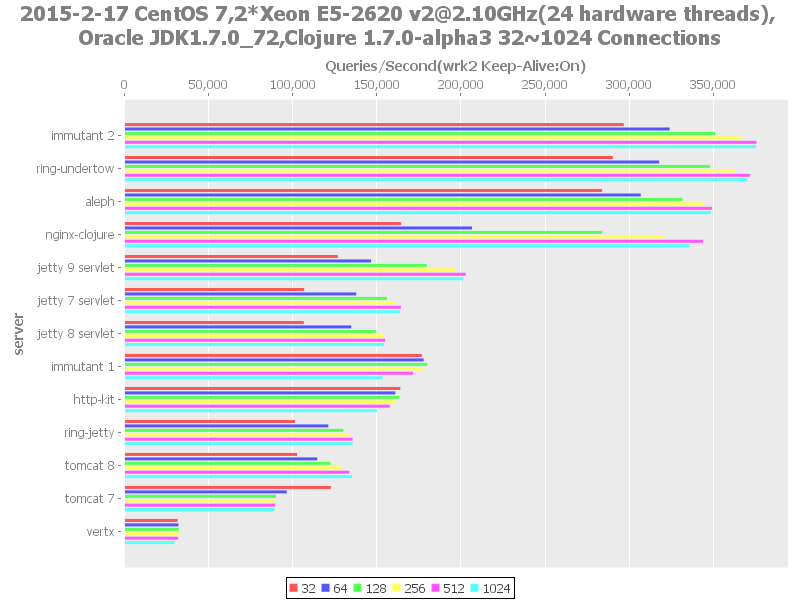 2015-2-17 CentOS 7,2*Xeon E5-2620 v2@2.10GHz(24 hardware threads),
Oracle JDK1.7.0_72,Clojure 1.7.0-alpha3 32~1024 Connections
Queries/Second(wrk2 Keep-Alive:On)
0 50,000 100,000 150,000 200,000 250,000 300,000 350,000
immutant 2
ring-undertow
aleph
nginx-clojure
jetty 9 servlet
jetty 7 servlet
jetty 8 servlet
immutant 1
http-kit
ring-jetty
tomcat 8
tomcat 7
vertx
server
32 64 128 256 512 1024